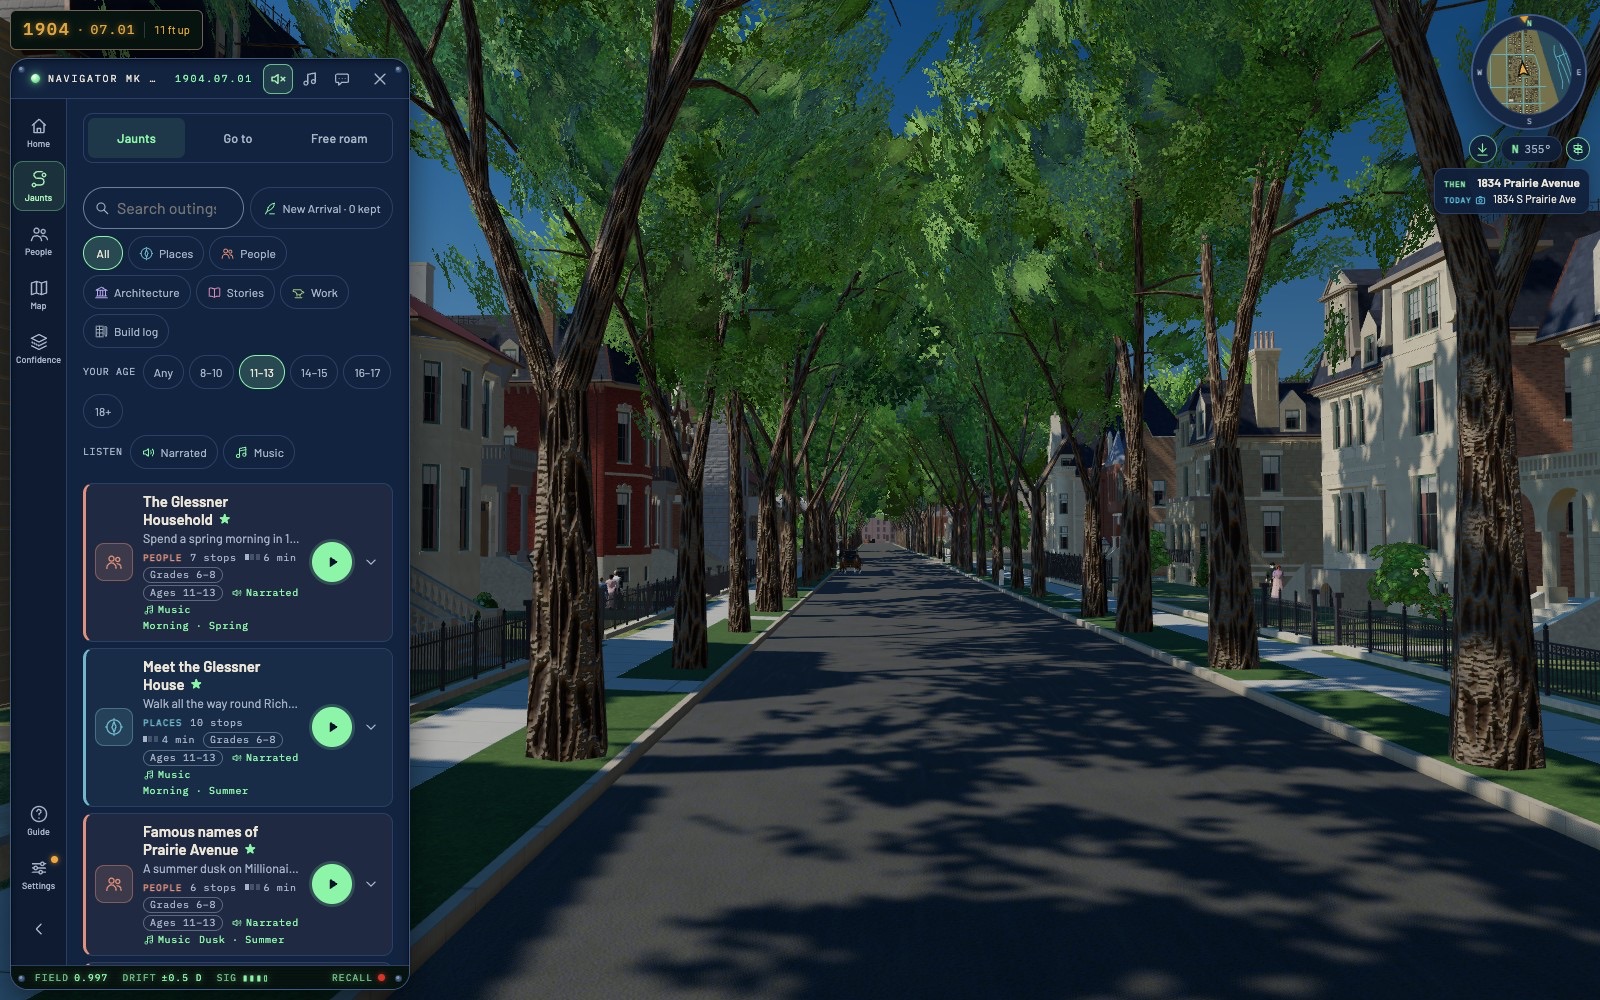 1904 · 07.01 11 ft up
NAVIGATOR MK … 1904.07.01
Home
Jaunts
People
Map
Confidence
Guide
Settings
Jaunts Go to Free roam
Search outings
New Arrival · 0 kept
All Places People
Architecture Stories Work
Build log
YOUR AGE Any 8–10 11–13 14–15 16–17
18+
LISTEN Narrated Music
The Glessner
Household
Spend a spring morning in 1…
PEOPLE 7 stops 6 min
Grades 6–8
Ages 11–13 Narrated
Music
Morning · Spring
Meet the Glessner
House
Walk all the way round Rich…
PLACES 10 stops
4 min Grades 6–8
Ages 11–13 Narrated
Music
Morning · Summer
Famous names of
Prairie Avenue
A summer dusk on Millionai…
PEOPLE 6 stops 6 min
Grades 6–8
Ages 11–13 Narrated
Music Dusk · Summer
FIELD 0.997 DRIFT ±0.5 D SIG RECALL
N
W E
S
N 355°
THEN 1834 Prairie Avenue
TODAY 1834 S Prairie Ave